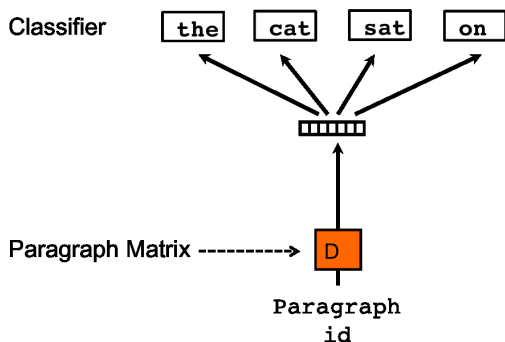 Classifier the cat sat on
Paragraph Matrix D
Paragraph
id